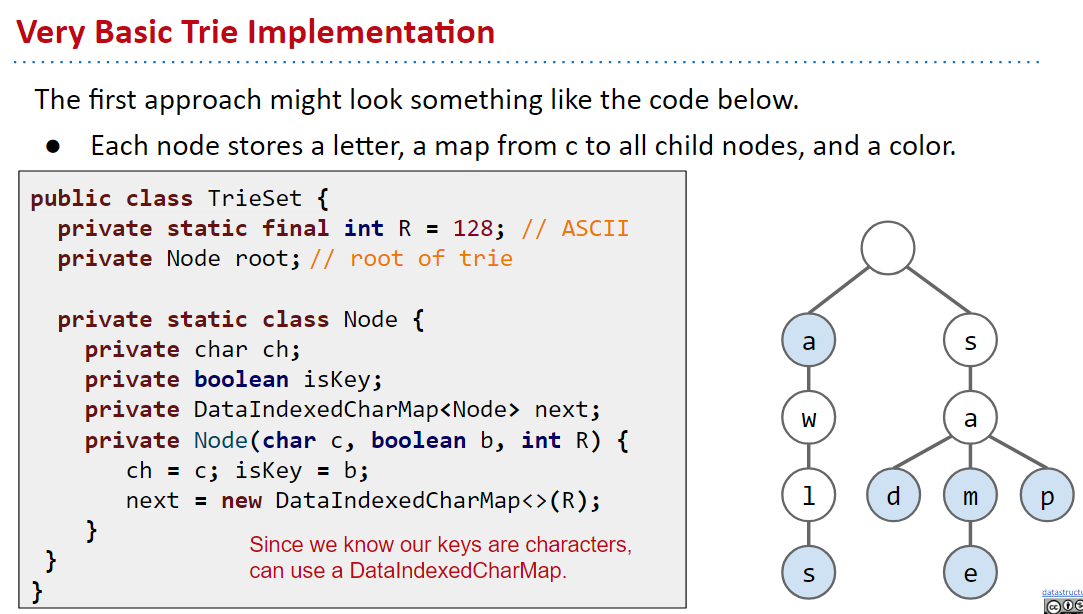 Very Basic Trie Implementation
The first approach might look something like the code below.
● Each node stores a letter, a map from c to all child nodes, and a color.
public class TrieSet {
private static final int R = 128; // ASCII
private Node root; // root of trie
private static class Node {
private char ch;
private boolean isKey;
private DataIndexedCharMap<Node> next;
private Node(char c, boolean b, int R) {
ch = c; isKey = b;
next = new DataIndexedCharMap<>(R);
}
}
}
Since we know our keys are characters,
can use a DataIndexedCharMap.
a s
w a
l d m p
s e
datastructu